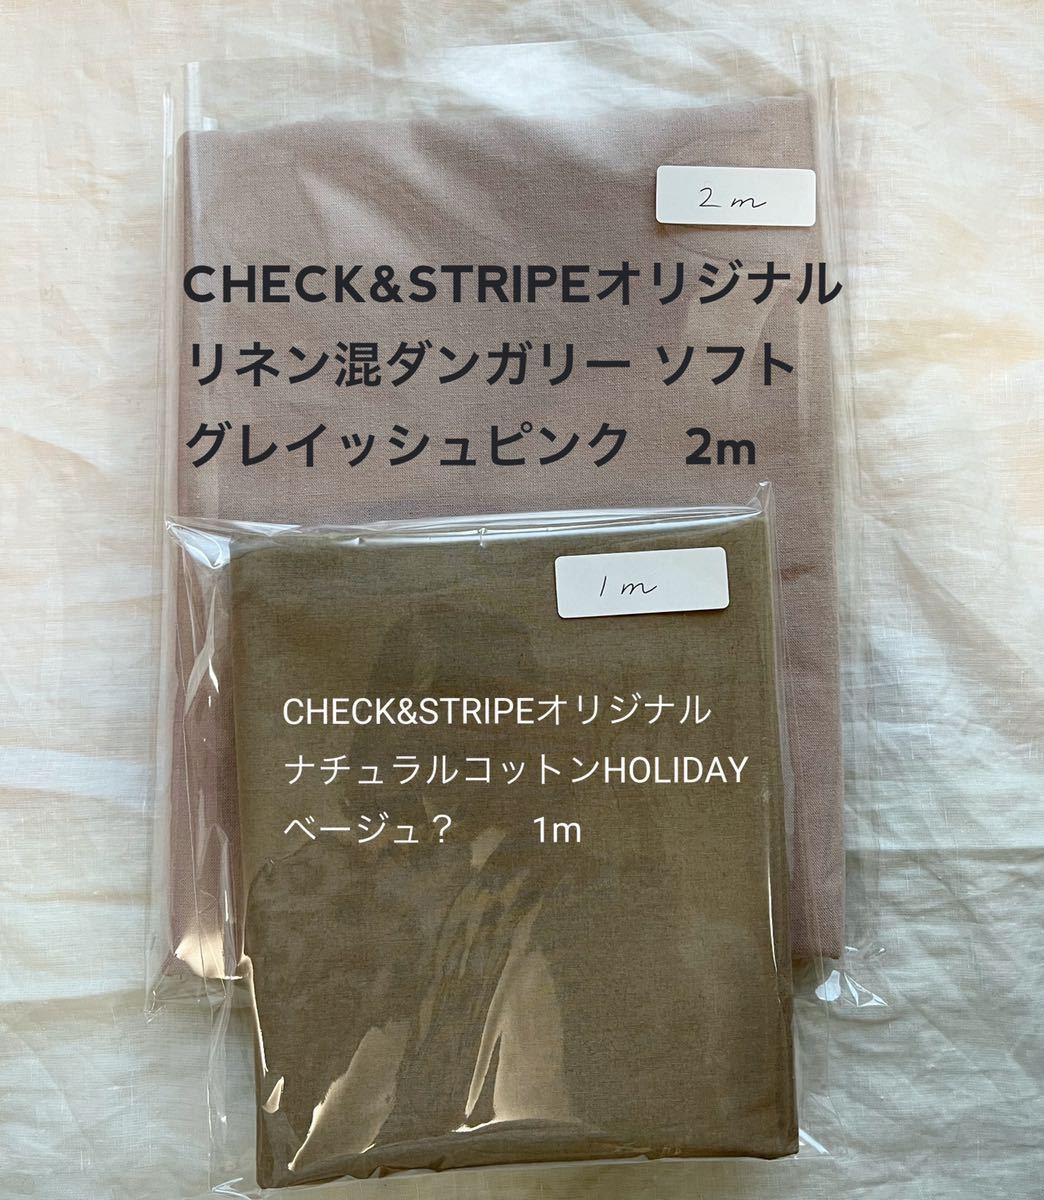 2m
CHECK&STRIPEオリジナル
リネン混ダンガリー ソフト
グレイッシュピンク　2m
1m
CHECK&STRIPEオリジナル
ナチュラルコットンHOLIDAY
ベージュ？　　1m